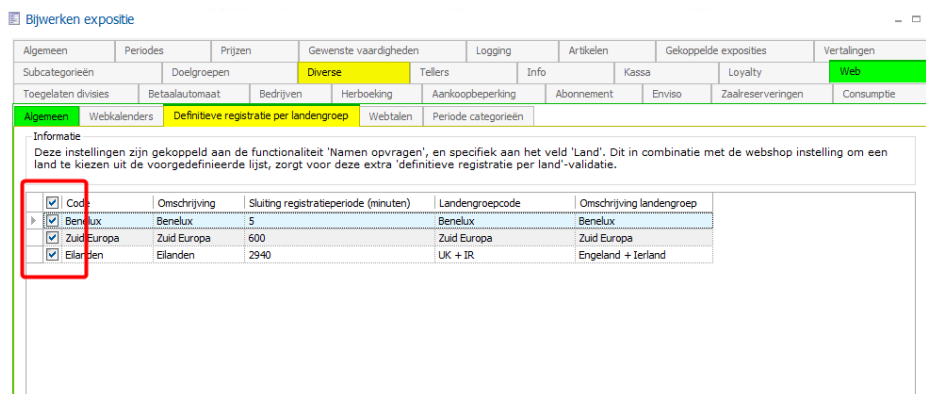 Bijwerken expositie
Algemeen Periodes Prijzen Gewenste vaardigheden Logging Artikelen Gekoppelde exposities Vertalingen
Subcategorieën Doelgroepen Diverse Tellers Info Kassa Loyalty Web
Toegelaten divisies Betaalautomaat Bedrijven Herboeking Aankoopbeperking Abonnement Enviso Zaalreserveringen Consumptie
Algemeen Webkalenders Definitieve registratie per landengroep Webtalen Periode categorieën
Informatie
Deze instellingen zijn gekoppeld aan de functionaliteit 'Namen opvragen', en specifiek aan het veld 'Land'. Dit in combinatie met de webshop instelling om een
land te kiezen uit de voorgedefinieerde lijst, zorgt voor deze extra 'definitieve registratie per land'-validatie.
Code Omschrijving Sluiting registratieperiode (minuten) Landengroepcode Omschrijving landengroep
Benelux Benelux 5 Benelux Benelux
Zuid Europa Zuid Europa 600 Zuid Europa Zuid Europa
Eilanden Eilanden 2940 UK + IR Engeland + Ierland